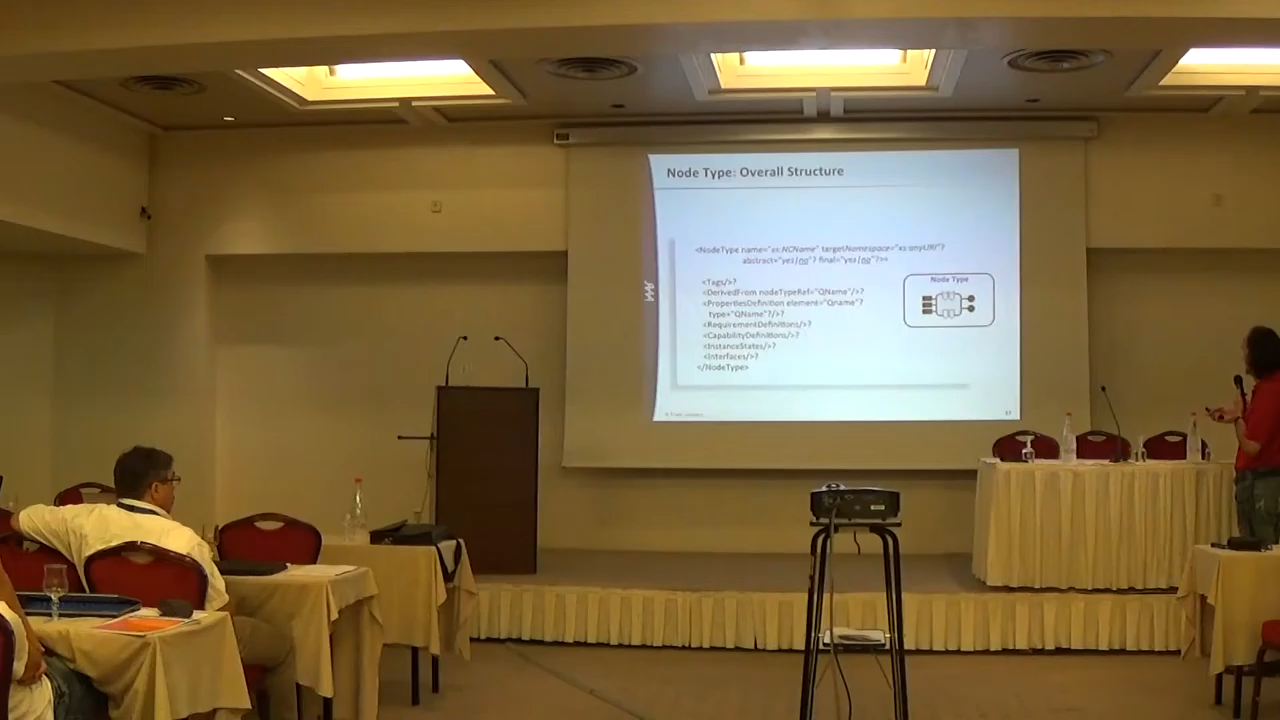 Node Type: Overall Structure
<NodeType name="xs:NCName" targetNamespace="xs:anyURI"?
abstract="yes|no"? final="yes|no"?>
<Tags/>?
<DerivedFrom nodeTypeRef="QName"/>?
<PropertiesDefinition element="Qname"?
type="QName"?/>?
<RequirementDefinitions/>?
<CapabilityDefinitions/>?
<InstanceStates/>?
<Interfaces/>?
</NodeType>
Node Type